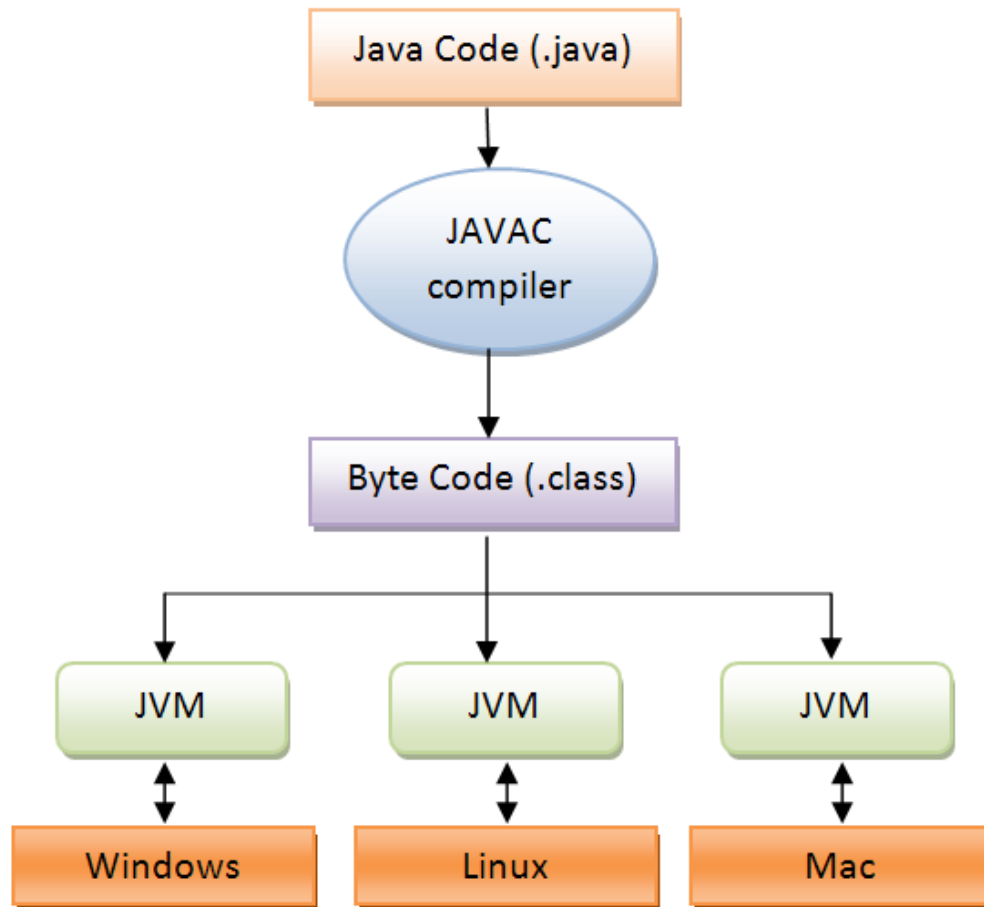 Java Code (.java)
JAVAC
compiler
Byte Code (.class)
JVM
JVM
JVM
Windows
Linux
Mac